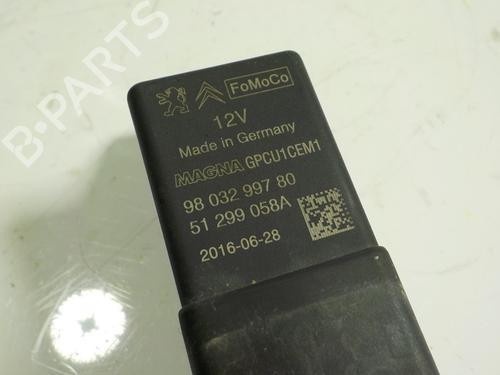 FoMoCo
12V
Made in Germany
MAGNA GPCU1CEM1
98 032 997 80
51 299 058A
2016-06-28
B-PARTS